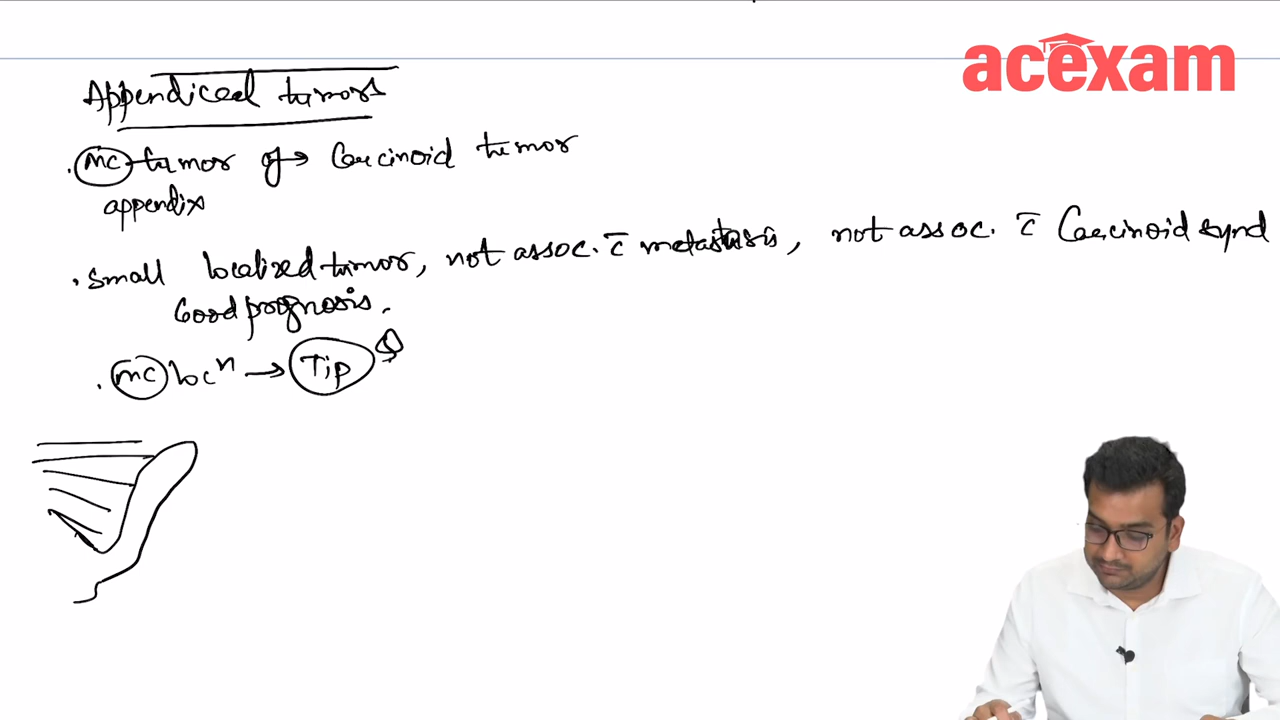 acexam
Appendiceal tumors
. mc tumor of → Carcinoid tumor
appendix
. small localized tumor, not assoc. c̄ metastasis, not assoc. c̄ Carcinoid synd
Good prognosis.
. mc locⁿ → Tip